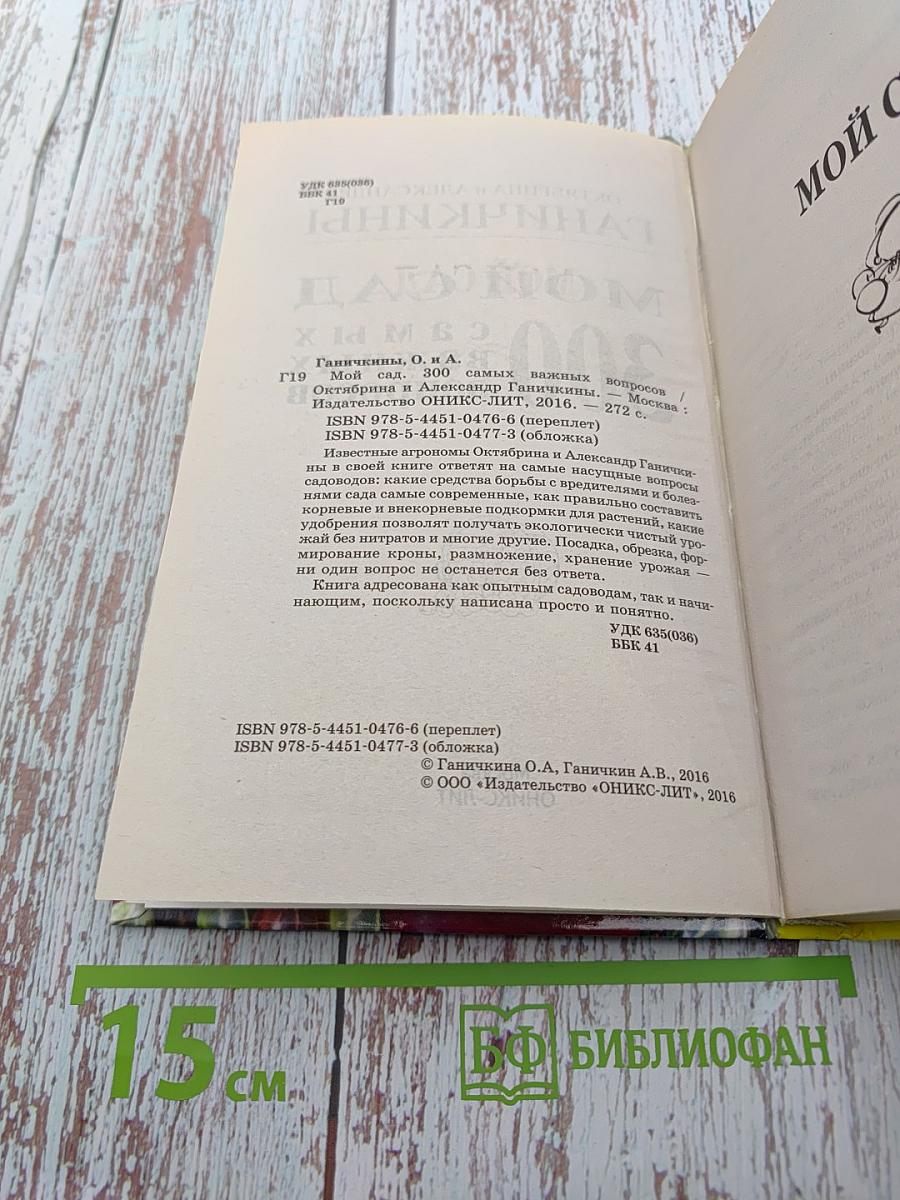 УДК 635(036)
ББК 41
Г19
Ганичкины, О. и А.
Г19 Мой сад. 300 самых важных вопросов /
Октябрина и Александр Ганичкины. — Москва :
Издательство ОНИКС-ЛИТ, 2016. — 272 с.
ISBN 978-5-4451-0476-6 (переплет)
ISBN 978-5-4451-0477-3 (обложка)
Известные агрономы Октябрина и Александр Ганички-
ны в своей книге ответят на самые насущные вопросы
садоводов: какие средства борьбы с вредителями и болез-
нями сада самые современные, как правильно составить
корневые и внекорневые подкормки для растений, какие
удобрения позволят получать экологически чистый уро-
жай без нитратов и многие другие. Посадка, обрезка, фор-
мирование кроны, размножение, хранение урожая —
ни один вопрос не останется без ответа.
Книга адресована как опытным садоводам, так и начи-
нающим, поскольку написана просто и понятно.
УДК 635(036)
ББК 41
ISBN 978-5-4451-0476-6 (переплет)
ISBN 978-5-4451-0477-3 (обложка)
© Ганичкина О.А, Ганичкин А.В., 2016
© ООО «Издательство «ОНИКС-ЛИТ», 2016
МОЙ С
15 см
БФ БИБЛИОФАН